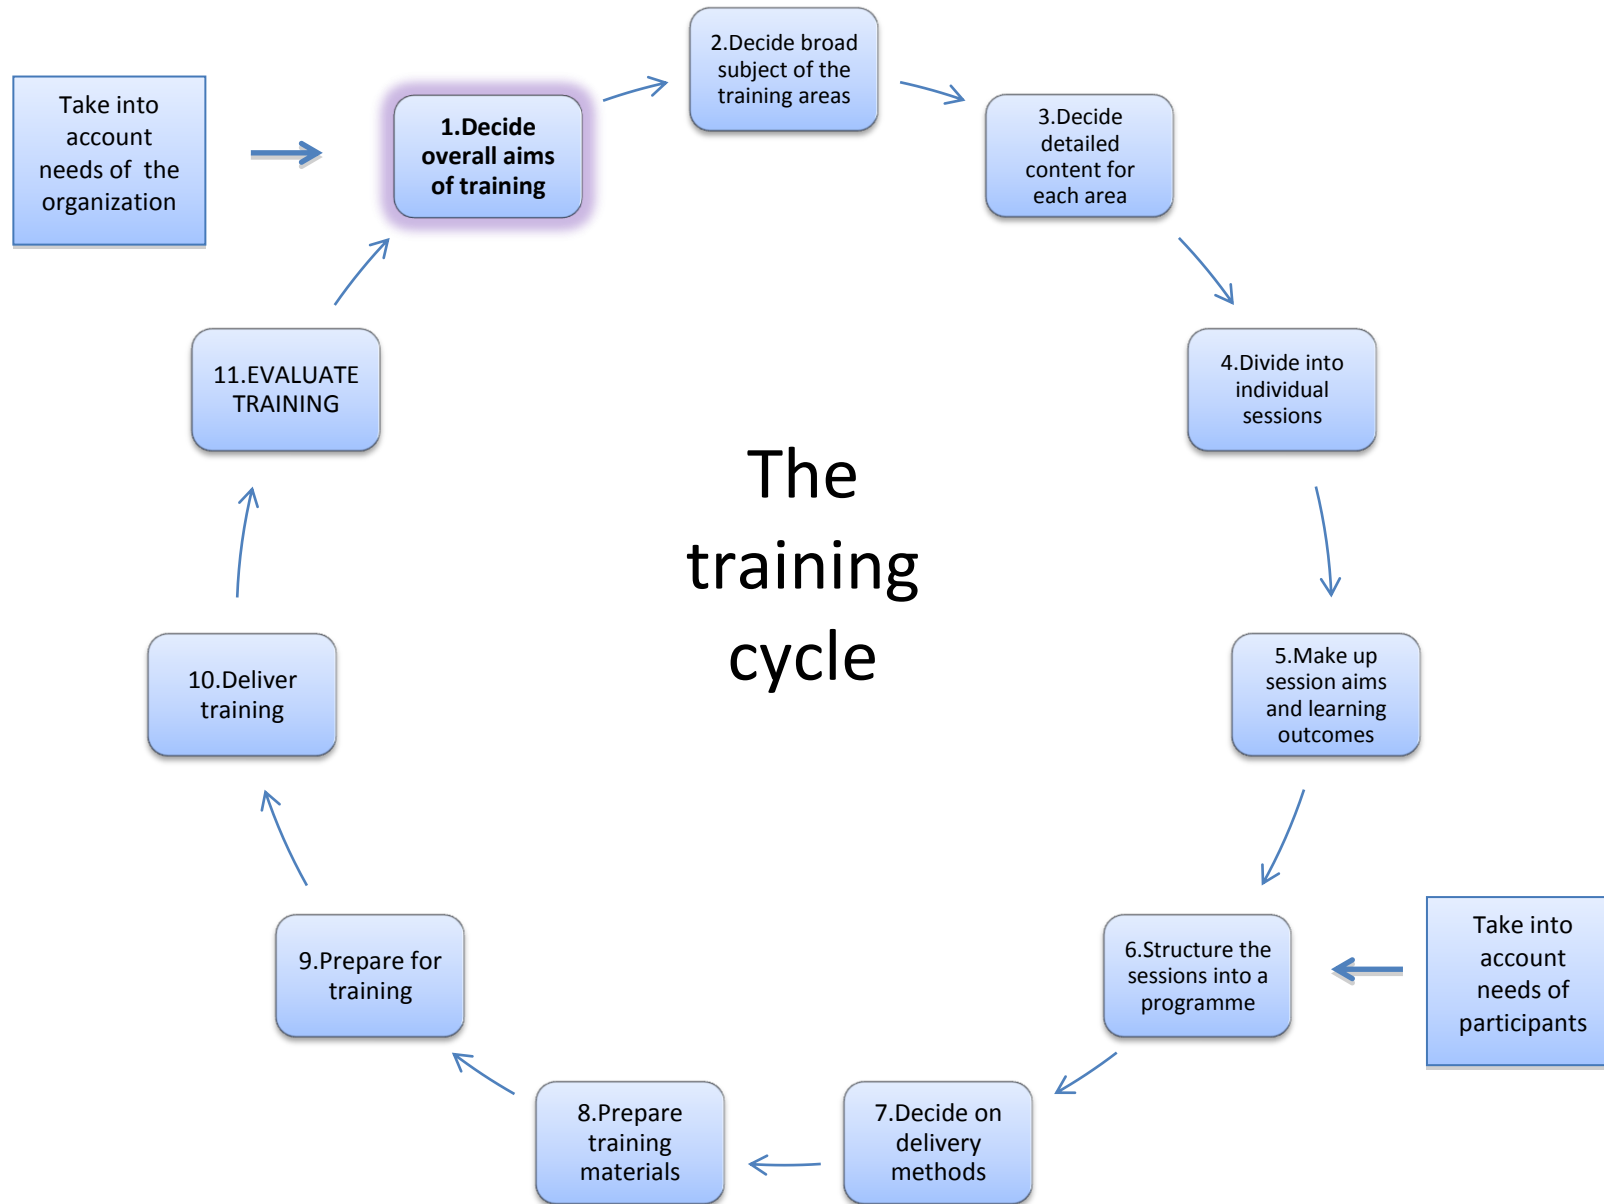 2.Decide broad
subject of the
training areas
Take into
account
needs of the
organization
1.Decide
overall aims
of training
3.Decide
detailed
content for
each area
11.EVALUATE
TRAINING
4.Divide into
individual
sessions
The
training
cycle
10.Deliver
training
5.Make up
session aims
and learning
outcomes
9.Prepare for
training
6.Structure the
sessions into a
programme
Take into
account
needs of
participants
8.Prepare
training
materials
7.Decide on
delivery
methods